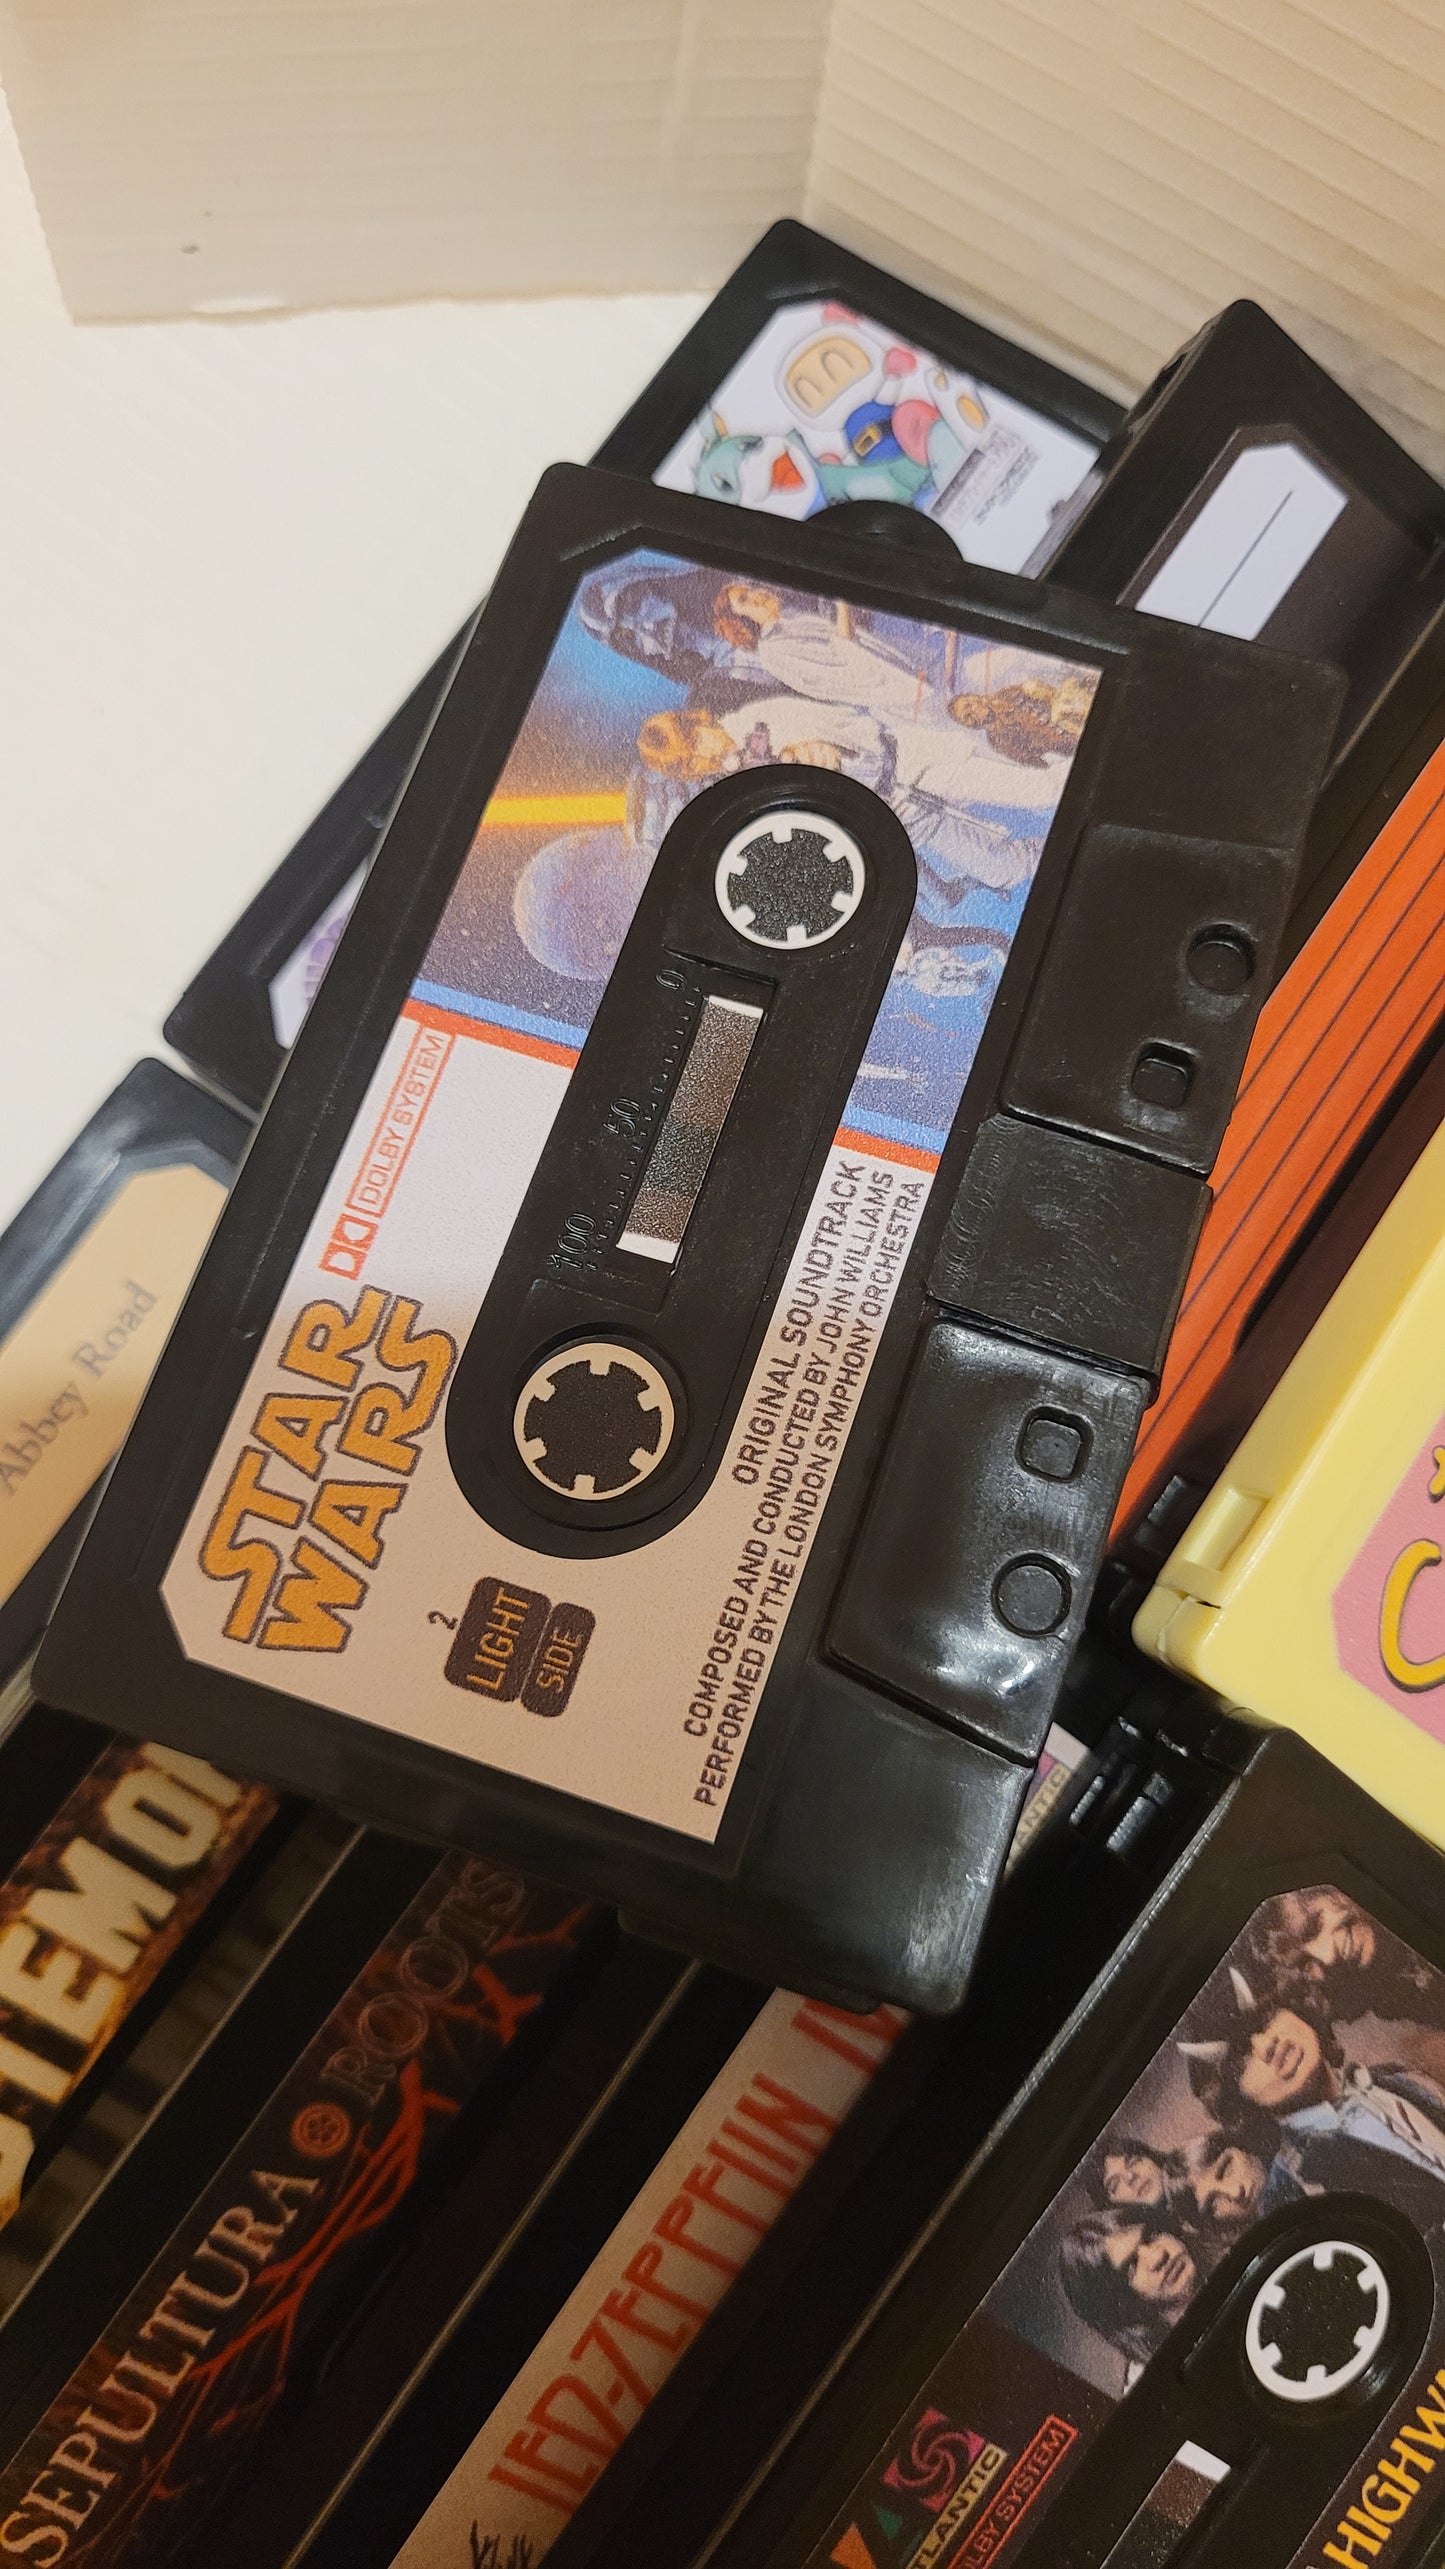 STAR
WARS
DOLBY SYSTEM
0
50
100
2
LIGHT
SIDE
ORIGINAL SOUNDTRACK
COMPOSED AND CONDUCTED BY JOHN WILLIAMS
PERFORMED BY THE LONDON SYMPHONY ORCHESTRA
Abbey Road
SEPULTURA ROOTS
LED-ZEPPELIN IV
ATLANTIC
DOLBY SYSTEM